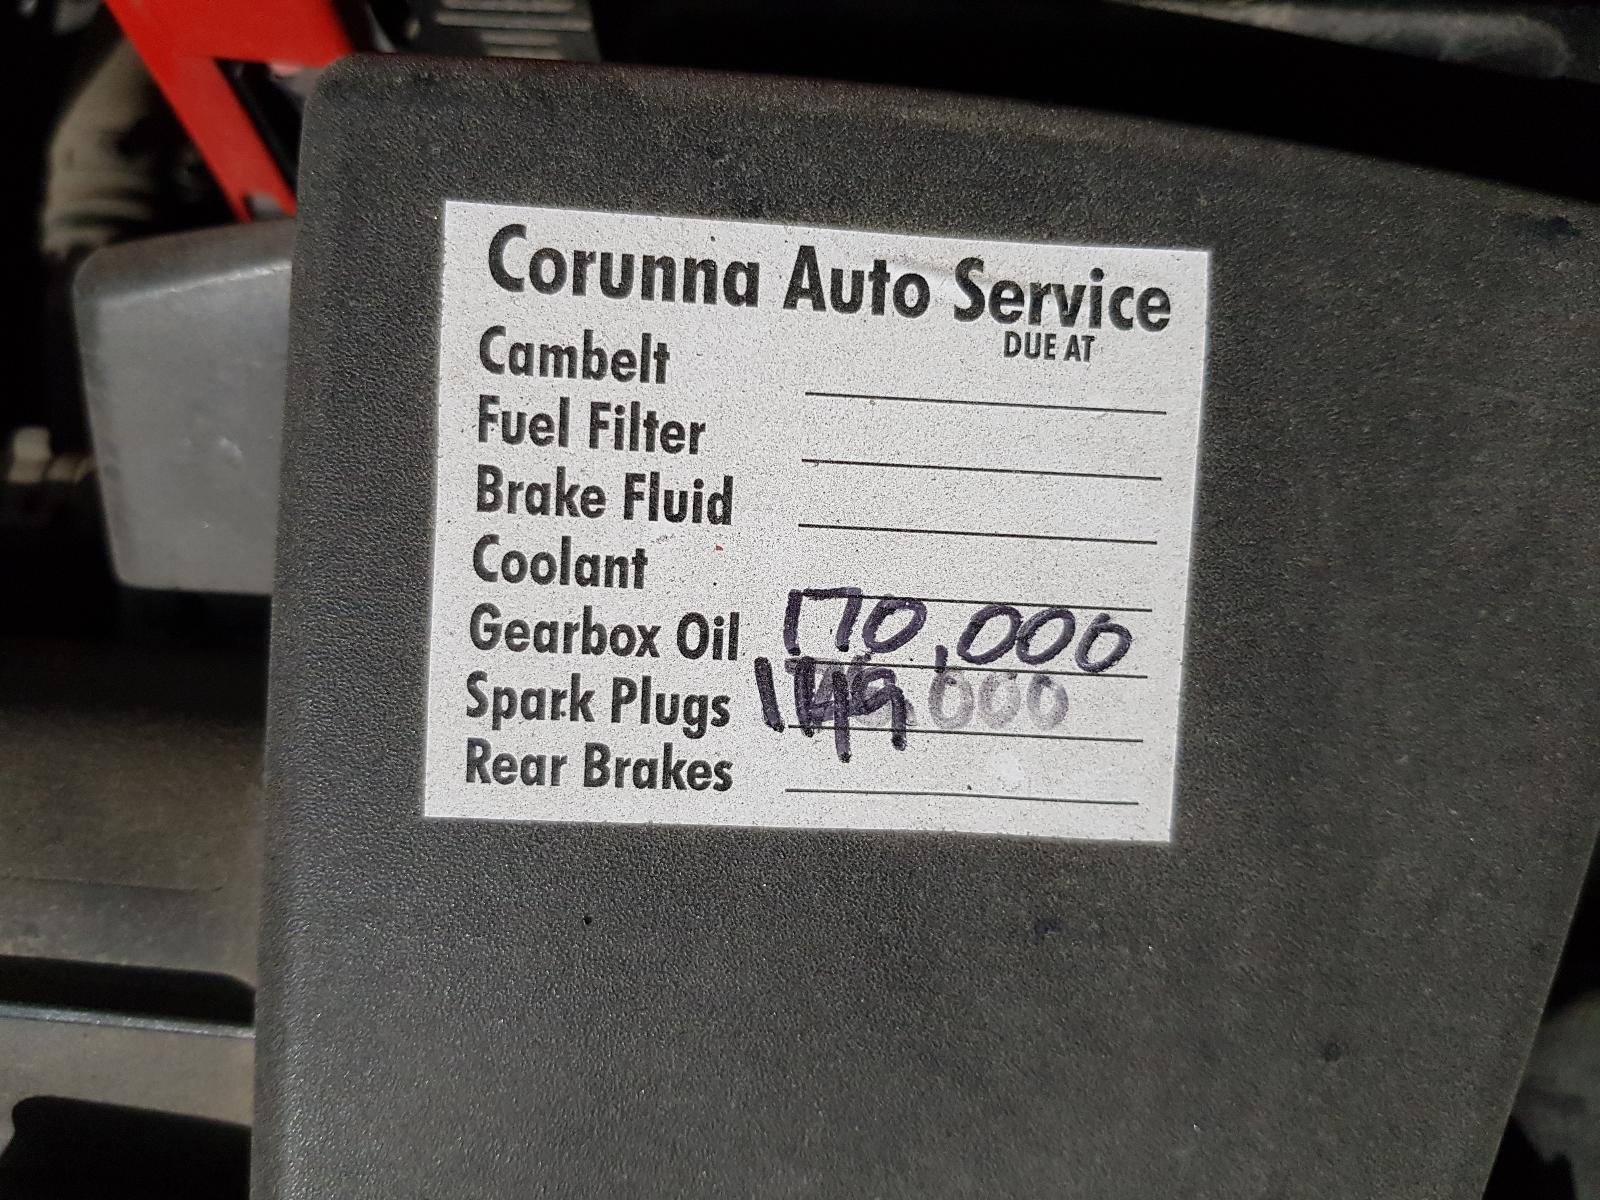 Corunna Auto Service
DUE AT
Cambelt
Fuel Filter
Brake Fluid
Coolant
Gearbox Oil 170,000
Spark Plugs
Rear Brakes